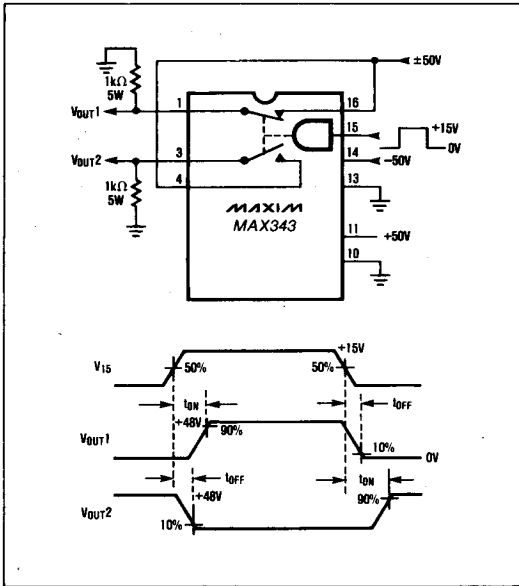 ±50V
1kΩ
5W
VOUT1
1
16
15
+15V
0V
VOUT2
3
14
−50V
4
13
1kΩ
5W
MAXIM
MAX343
11
+50V
10
V15
50%
50%
+15V
tON
tOFF
+48V
VOUT1
90%
10%
0V
tOFF
tON
+48V
90%
VOUT2
10%